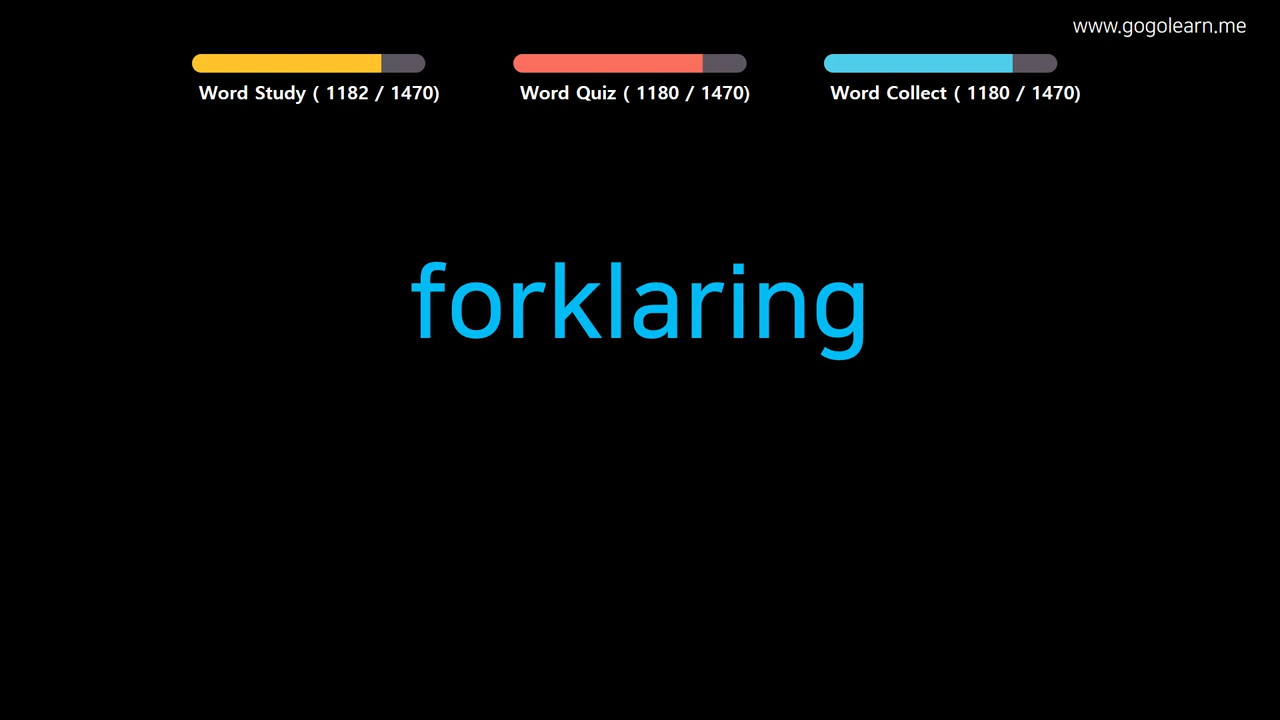 www.gogolearn.me
Word Study ( 1182 / 1470)
Word Quiz ( 1180 / 1470)
Word Collect ( 1180 / 1470)
forklaring